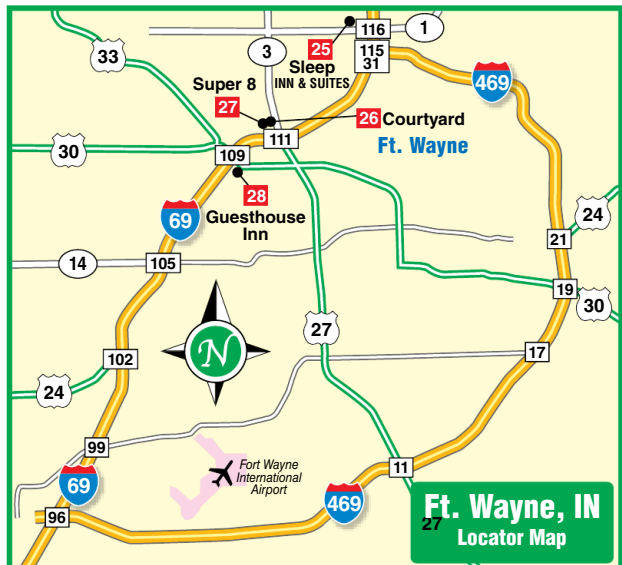 1
116
33
3
25
115
31
Sleep
INN & SUITES
469
Super 8
27
26 Courtyard
111
Ft. Wayne
30
109
28
Guesthouse
Inn
69
24
21
14
105
19
30
N
27
17
102
24
99
Fort Wayne
International
Airport
11
69
469
96
Ft. Wayne, IN
27
Locator Map